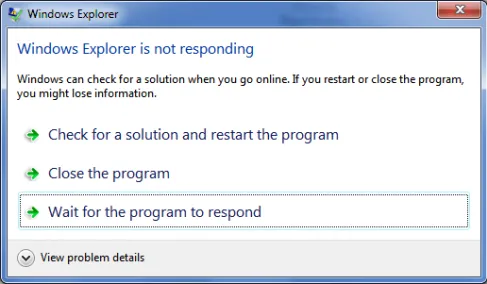 Windows Explorer
Windows Explorer is not responding
Windows can check for a solution when you go online. If you restart or close the program,
you might lose information.
Check for a solution and restart the program
Close the program
Wait for the program to respond
View problem details